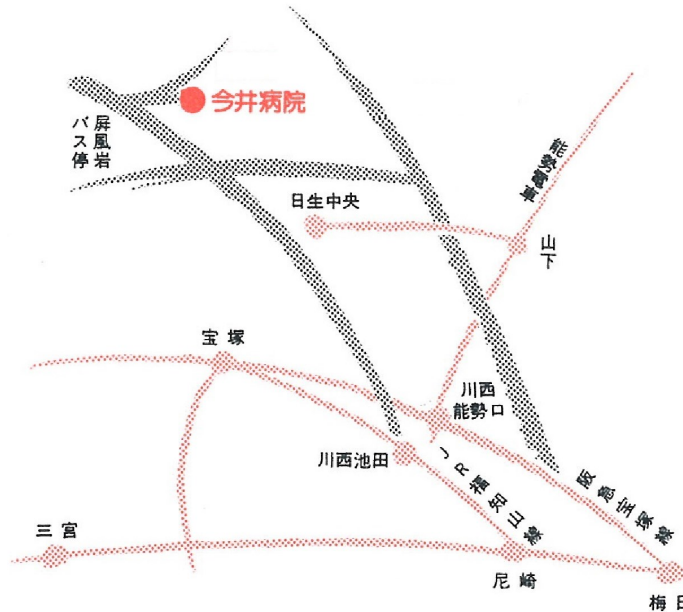 今井病院
屏風岩
バス停
能勢電車
日生中央
山下
宝塚
川西
能勢口
川西池田
JR福知山線
阪急宝塚線
三宮
尼崎
梅田